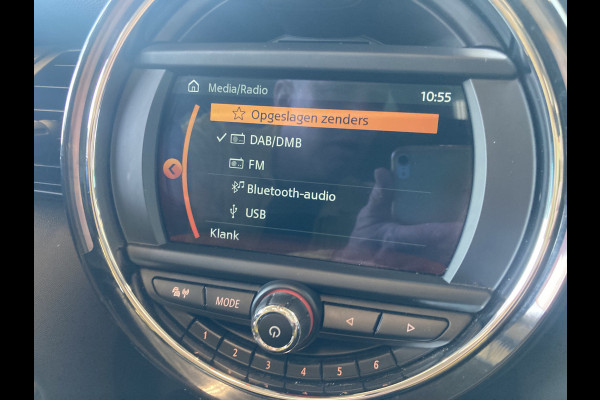 Media/Radio
10:55
Opgeslagen zenders
DAB/DMB
FM
Bluetooth-audio
USB
Klank
MODE
1 2 3 4 5 6